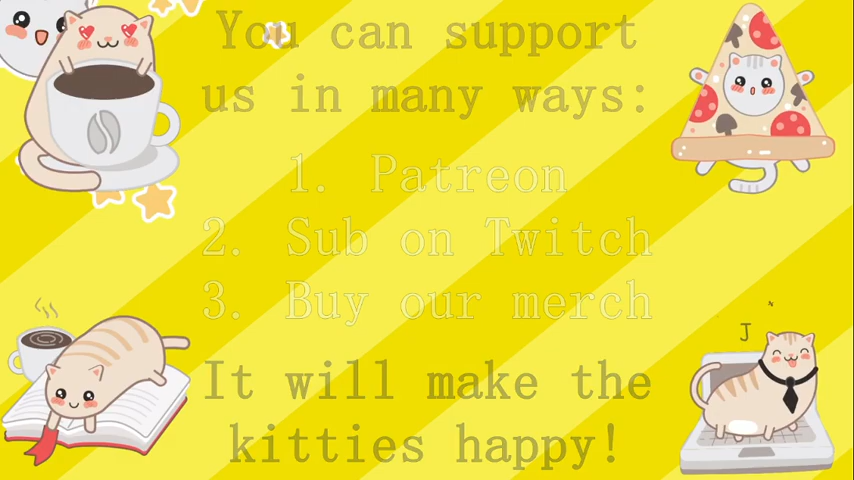 You can support
us in many ways:
1. Patreon
2. Sub on Twitch
3. Buy our merch
J
It will make the
kitties happy!